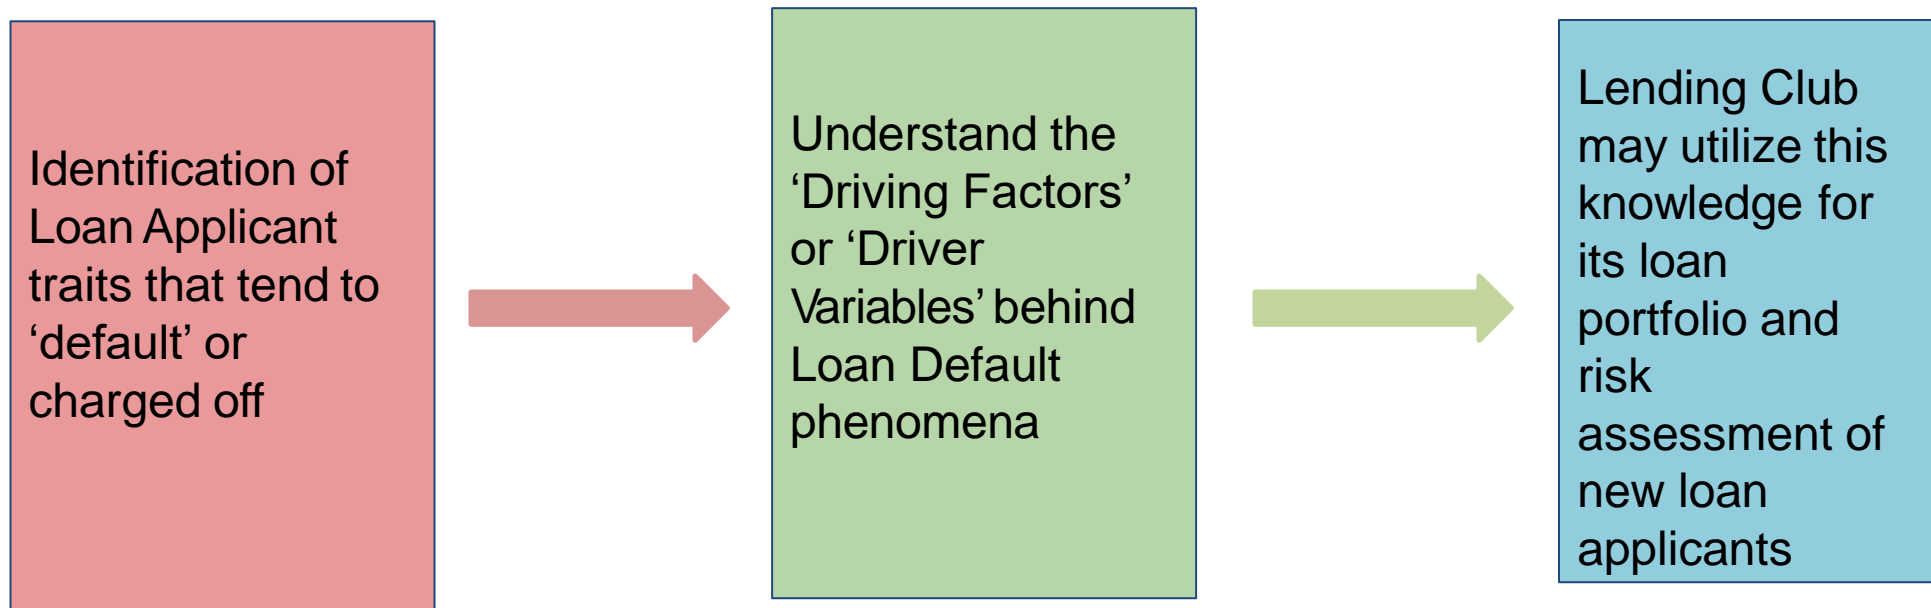 Identification of
Loan Applicant
traits that tend to
‘default’ or
charged off
Understand the
‘Driving Factors’
or ‘Driver
Variables’ behind
Loan Default
phenomena
Lending Club
may utilize this
knowledge for
its loan
portfolio and
risk
assessment of
new loan
applicants